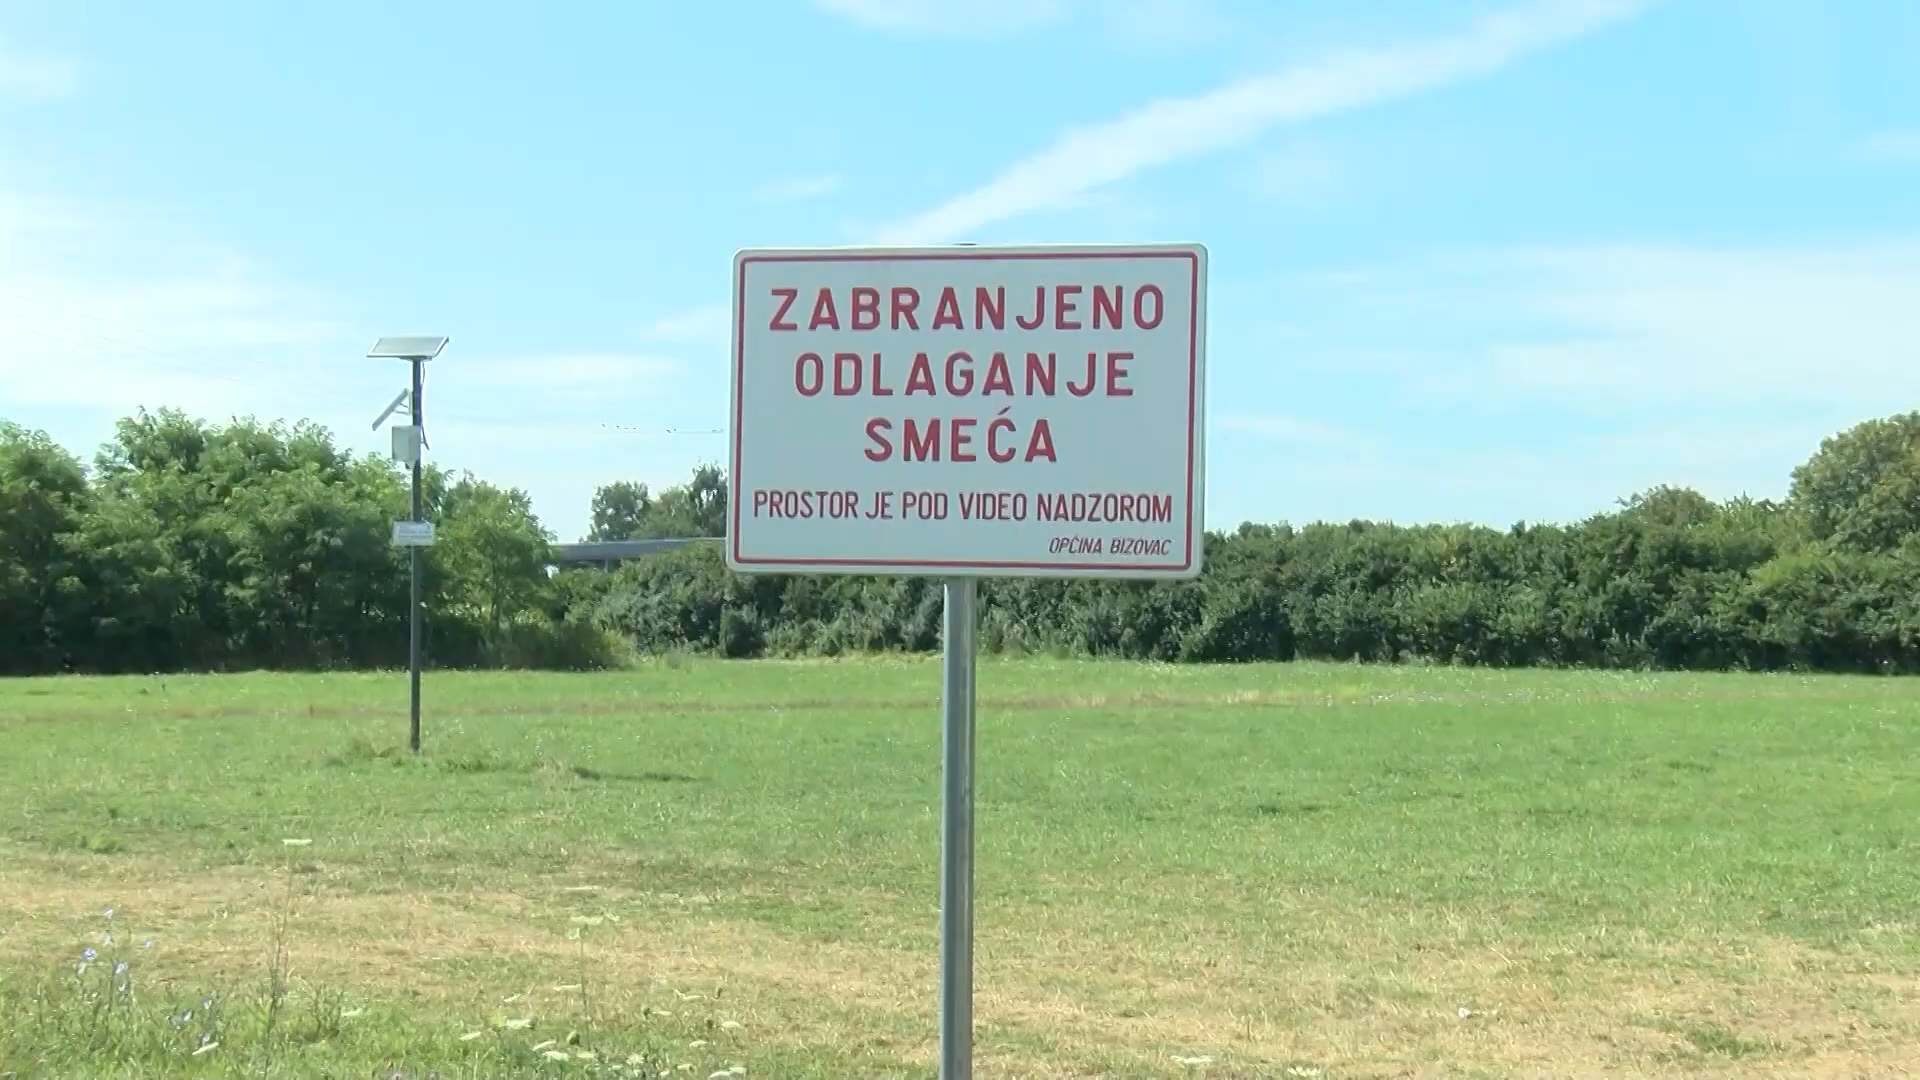 ZABRANJENO
ODLAGANJE
SMEĆA
PROSTOR JE POD VIDEO NADZOROM
OPĆINA BIZOVAC